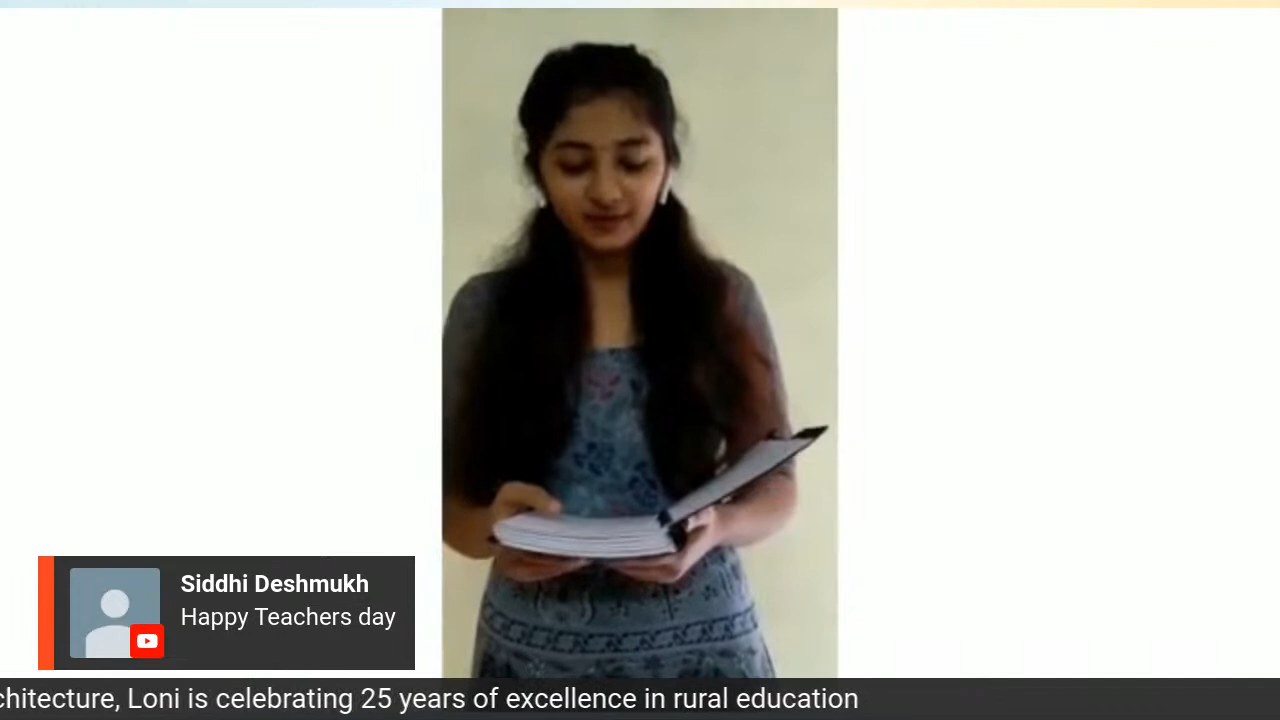 Siddhi Deshmukh
Happy Teachers day
chitecture, Loni is celebrating 25 years of excellence in rural education